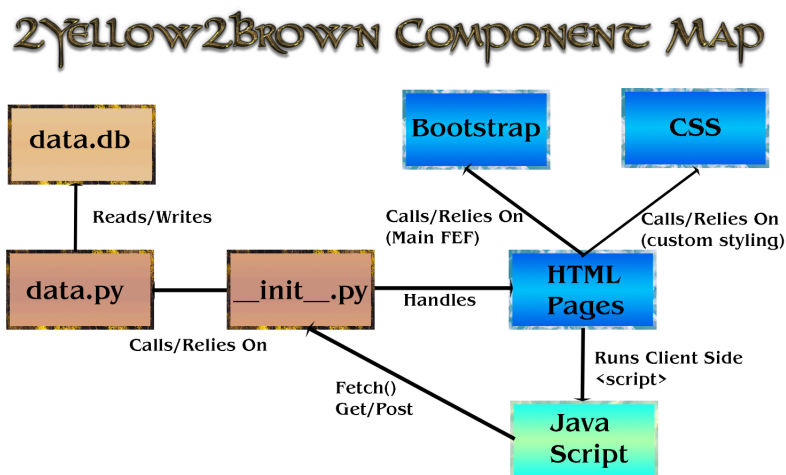 2Yellow2Brown Component Map
data.db
Bootstrap
CSS
Reads/Writes
Calls/Relies On
(Main FEF)
Calls/Relies On
(custom styling)
data.py
__init__.py
Handles
HTML
Pages
Calls/Relies On
Runs Client Side
<script>
Fetch()
Get/Post
Java
Script